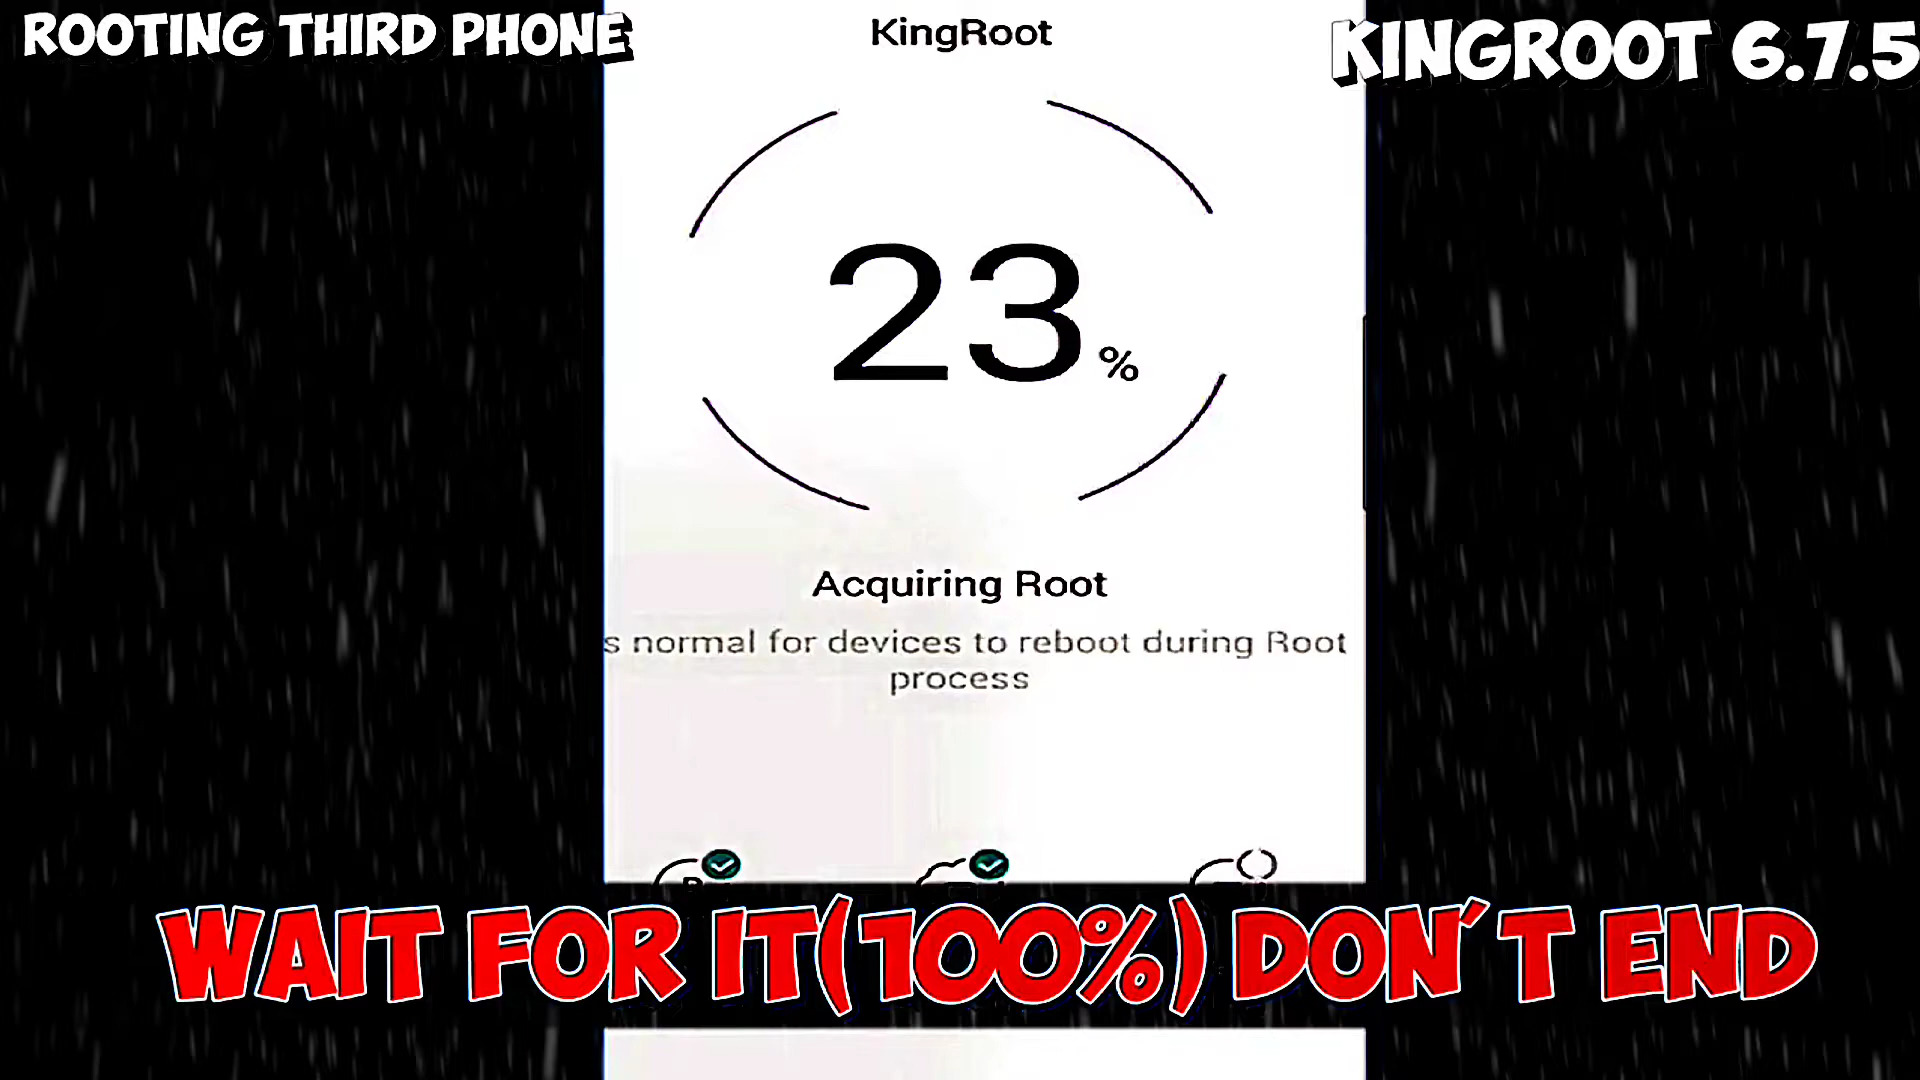 ROOTING THIRD PHONE
KingRoot
KINGROOT 6.7.5
23%
Acquiring Root
s normal for devices to reboot during Root
process
WAIT FOR IT(100%) DON'T END